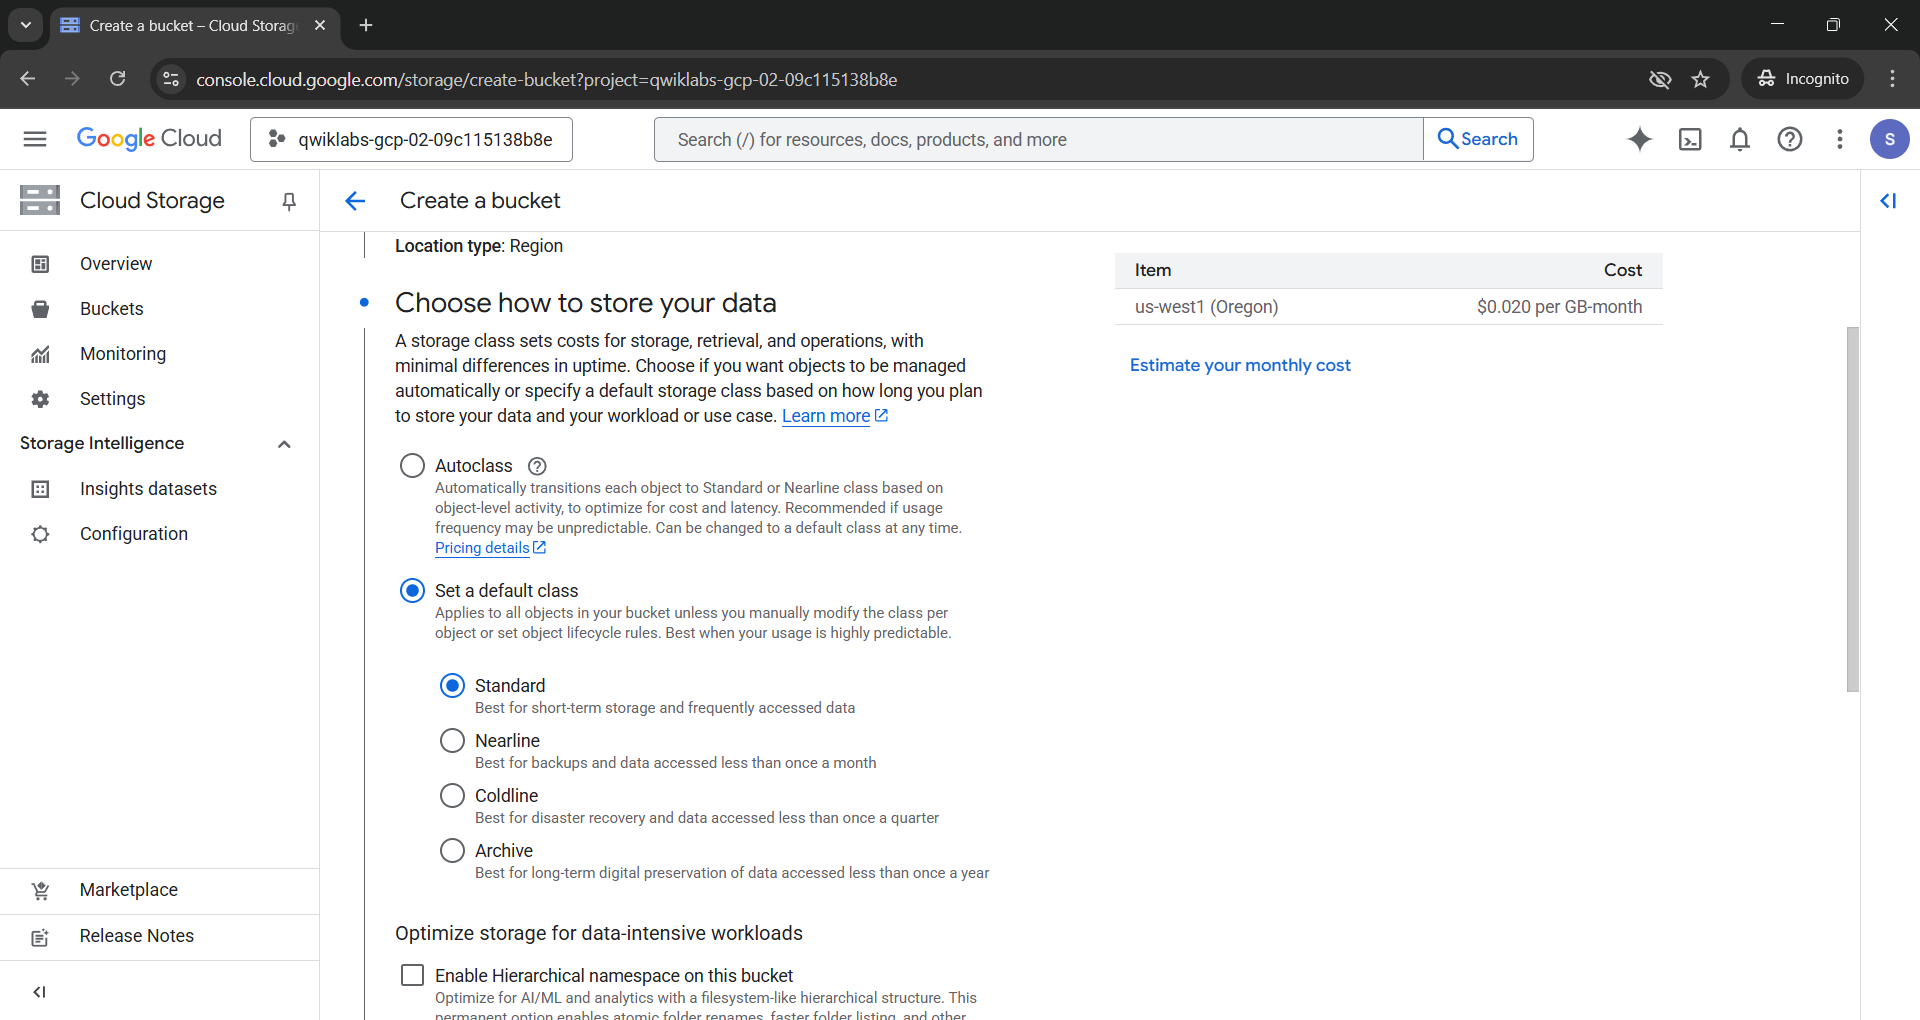 Create a bucket – Cloud Storag
console.cloud.google.com/storage/create-bucket?project=qwiklabs-gcp-02-09c115138b8e
Incognito
Google Cloud
qwiklabs-gcp-02-09c115138b8e
Search (/) for resources, docs, products, and more
Search
S
Cloud Storage
Overview
Buckets
Monitoring
Settings
Storage Intelligence
Insights datasets
Configuration
Marketplace
Release Notes
Create a bucket
Location type: Region
Choose how to store your data
A storage class sets costs for storage, retrieval, and operations, with
minimal differences in uptime. Choose if you want objects to be managed
automatically or specify a default storage class based on how long you plan
to store your data and your workload or use case. Learn more
Autoclass
Automatically transitions each object to Standard or Nearline class based on
object-level activity, to optimize for cost and latency. Recommended if usage
frequency may be unpredictable. Can be changed to a default class at any time.
Pricing details
Set a default class
Applies to all objects in your bucket unless you manually modify the class per
object or set object lifecycle rules. Best when your usage is highly predictable.
Standard
Best for short-term storage and frequently accessed data
Nearline
Best for backups and data accessed less than once a month
Coldline
Best for disaster recovery and data accessed less than once a quarter
Archive
Best for long-term digital preservation of data accessed less than once a year
Optimize storage for data-intensive workloads
Enable Hierarchical namespace on this bucket
Optimize for AI/ML and analytics with a filesystem-like hierarchical structure. This
permanent option enables atomic folder renames, faster folder listing, and other
Item Cost
us-west1 (Oregon) $0.020 per GB-month
Estimate your monthly cost